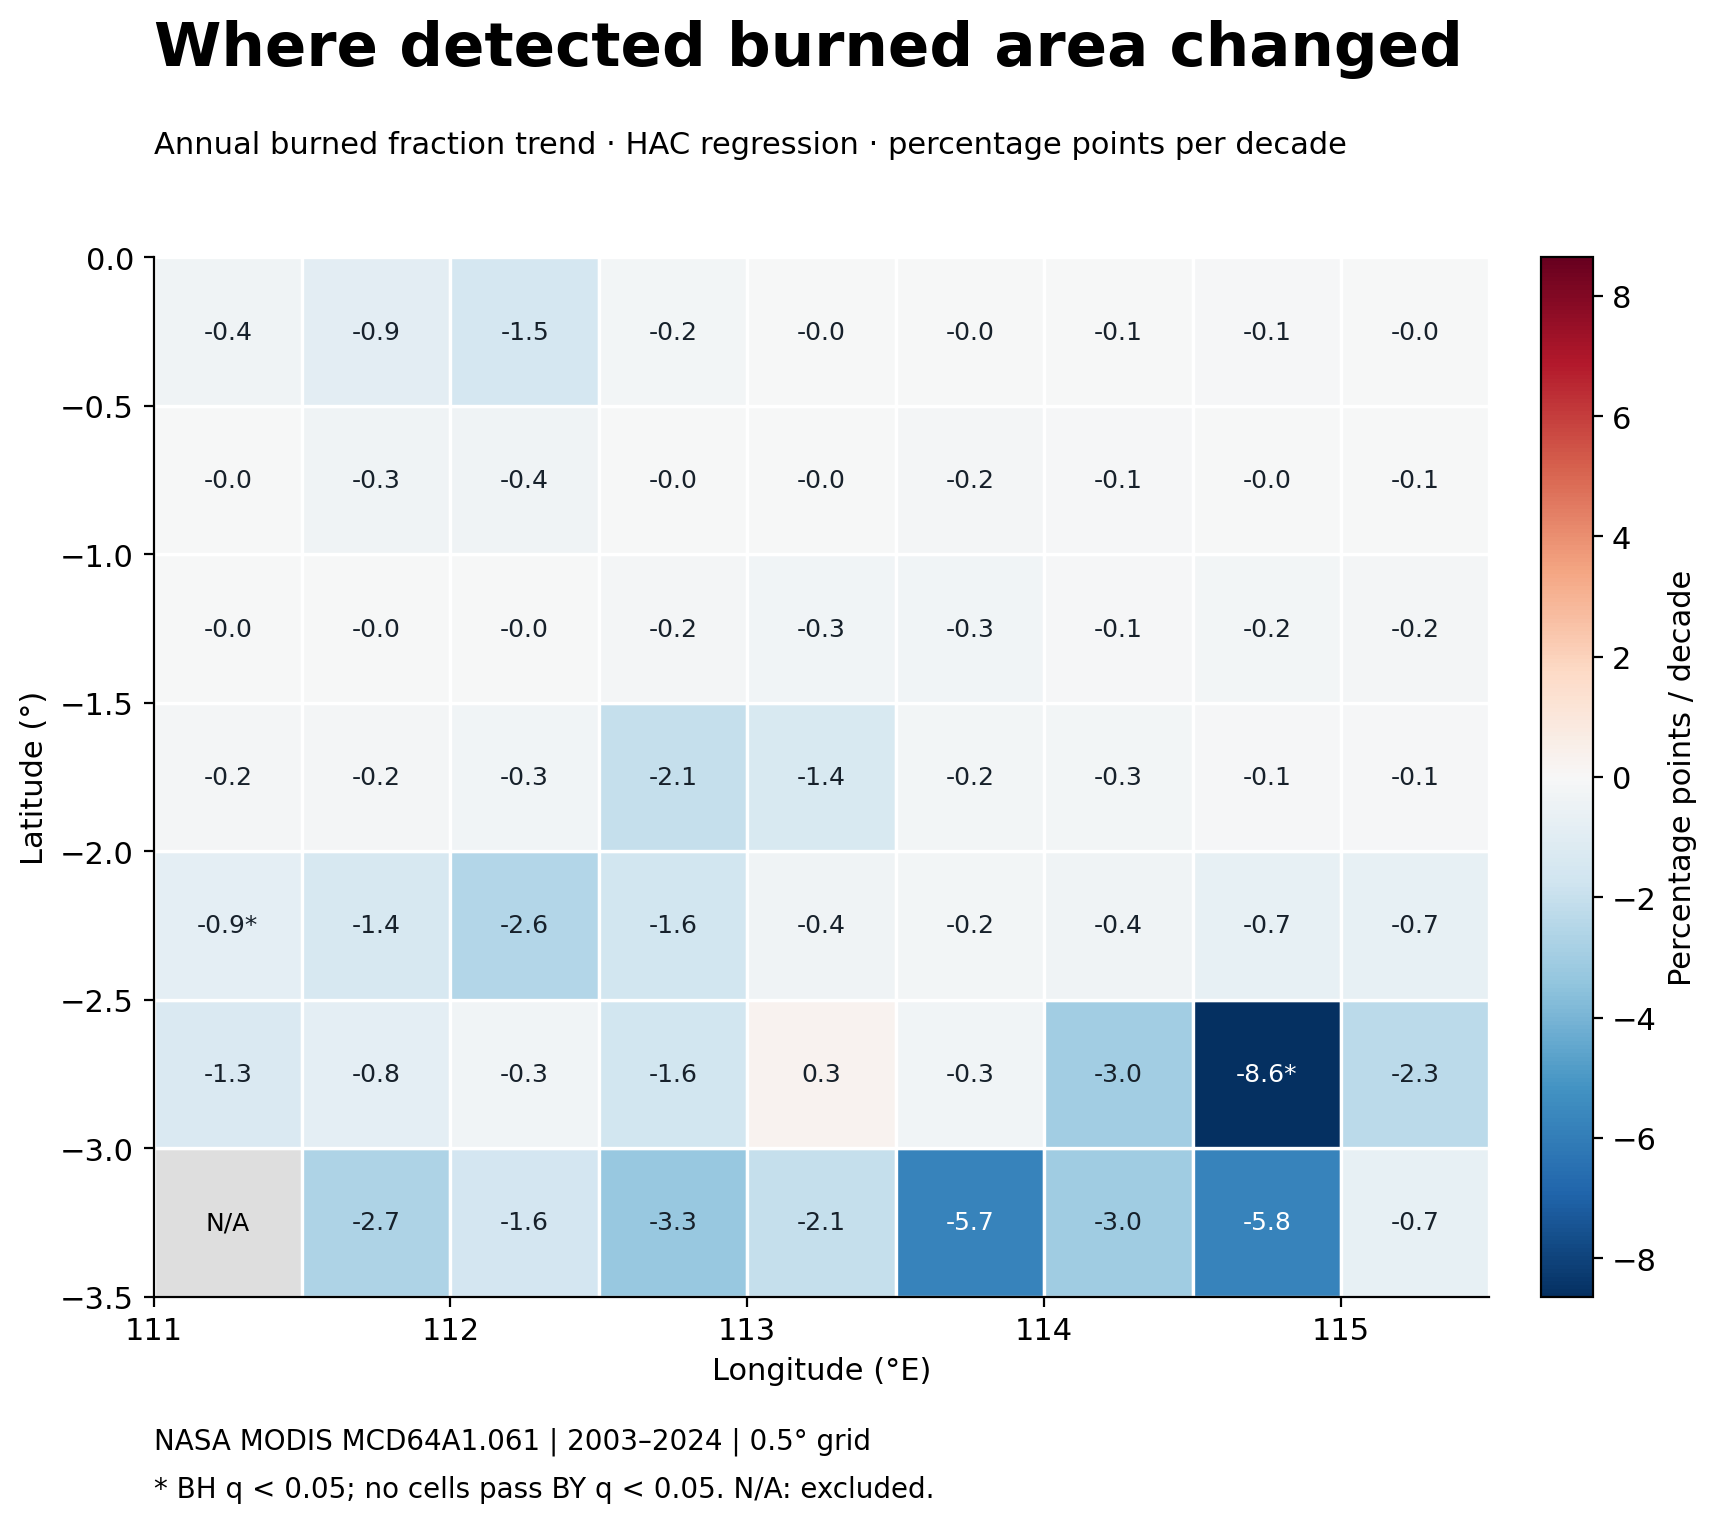 Where detected burned area changed
Annual burned fraction trend · HAC regression · percentage points per decade
0.0
-0.4 -0.9 -1.5 -0.2 -0.0 -0.0 -0.1 -0.1 -0.0
−0.5
-0.0 -0.3 -0.4 -0.0 -0.0 -0.2 -0.1 -0.0 -0.1
−1.0
-0.0 -0.0 -0.0 -0.2 -0.3 -0.3 -0.1 -0.2 -0.2
−1.5
-0.2 -0.2 -0.3 -2.1 -1.4 -0.2 -0.3 -0.1 -0.1
−2.0
-0.9* -1.4 -2.6 -1.6 -0.4 -0.2 -0.4 -0.7 -0.7
−2.5
-1.3 -0.8 -0.3 -1.6 0.3 -0.3 -3.0 -8.6* -2.3
−3.0
N/A -2.7 -1.6 -3.3 -2.1 -5.7 -3.0 -5.8 -0.7
−3.5
Latitude (°)
111 112 113 114 115
Longitude (°E)
8
6
4
2
0
−2
−4
−6
−8
Percentage points / decade
NASA MODIS MCD64A1.061 | 2003–2024 | 0.5° grid
* BH q < 0.05; no cells pass BY q < 0.05. N/A: excluded.